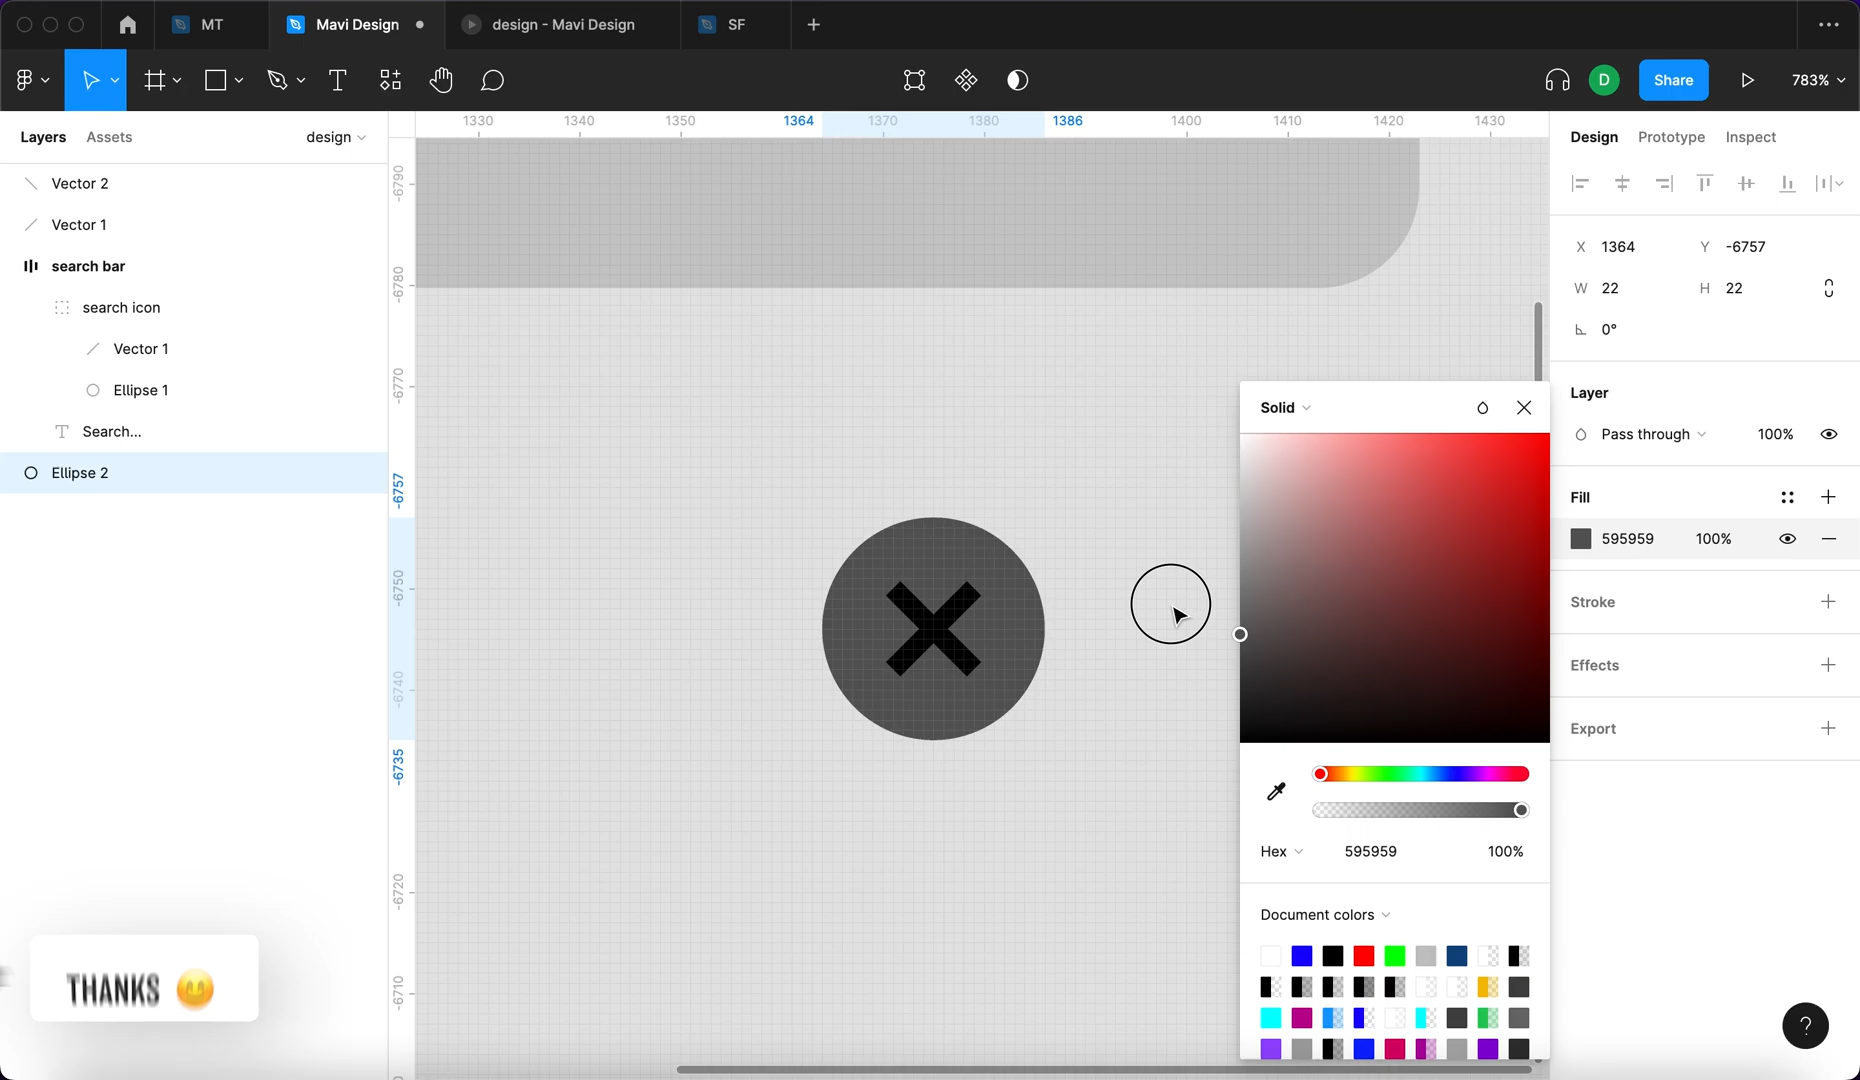 MT
Mavi Design
design - Mavi Design
SF
Share
783%
D
Layers
Assets
design
Vector 2
Vector 1
search bar
search icon
Vector 1
Ellipse 1
Search...
Ellipse 2
1330
1340
1350
1364
1370
1380
1386
1400
1410
1420
1430
-6790
-6780
-6770
-6757
-6750
-6740
-6735
-6720
-6710
Solid
Hex
595959
100%
Document colors
Design
Prototype
Inspect
X
1364
Y
-6757
W
22
H
22
0°
Layer
Pass through
100%
Fill
595959
100%
Stroke
Effects
Export
THANKS
?